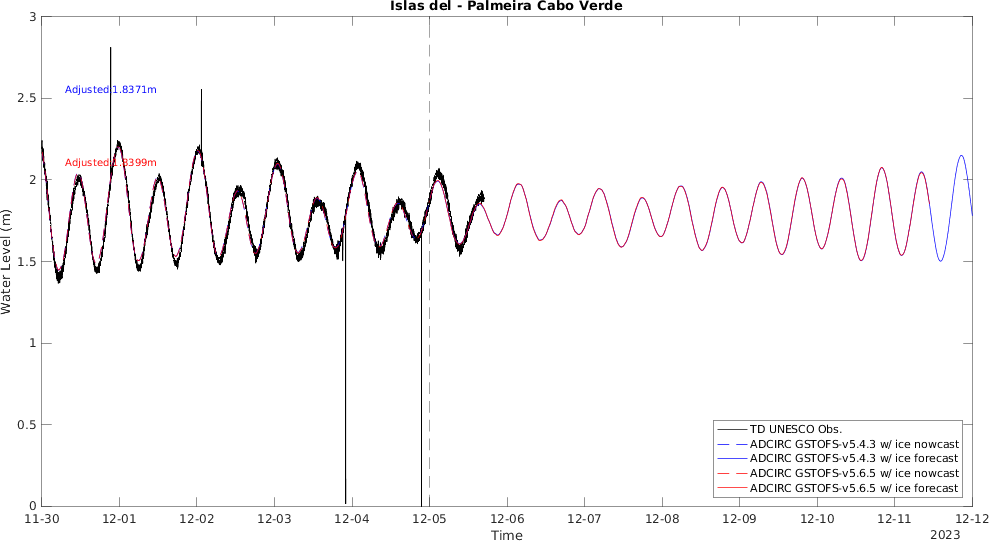 Islas del - Palmeira Cabo Verde
3
2.5
2
1.5
1
0.5
0
Water Level (m)
Adjusted 1.8371m
Adjusted 1.8399m
TD UNESCO Obs.
ADCIRC GSTOFS-v5.4.3 w/ ice nowcast
ADCIRC GSTOFS-v5.4.3 w/ ice forecast
ADCIRC GSTOFS-v5.6.5 w/ ice nowcast
ADCIRC GSTOFS-v5.6.5 w/ ice forecast
11-30 12-01 12-02 12-03 12-04 12-05 12-06 12-07 12-08 12-09 12-10 12-11 12-12
Time
2023